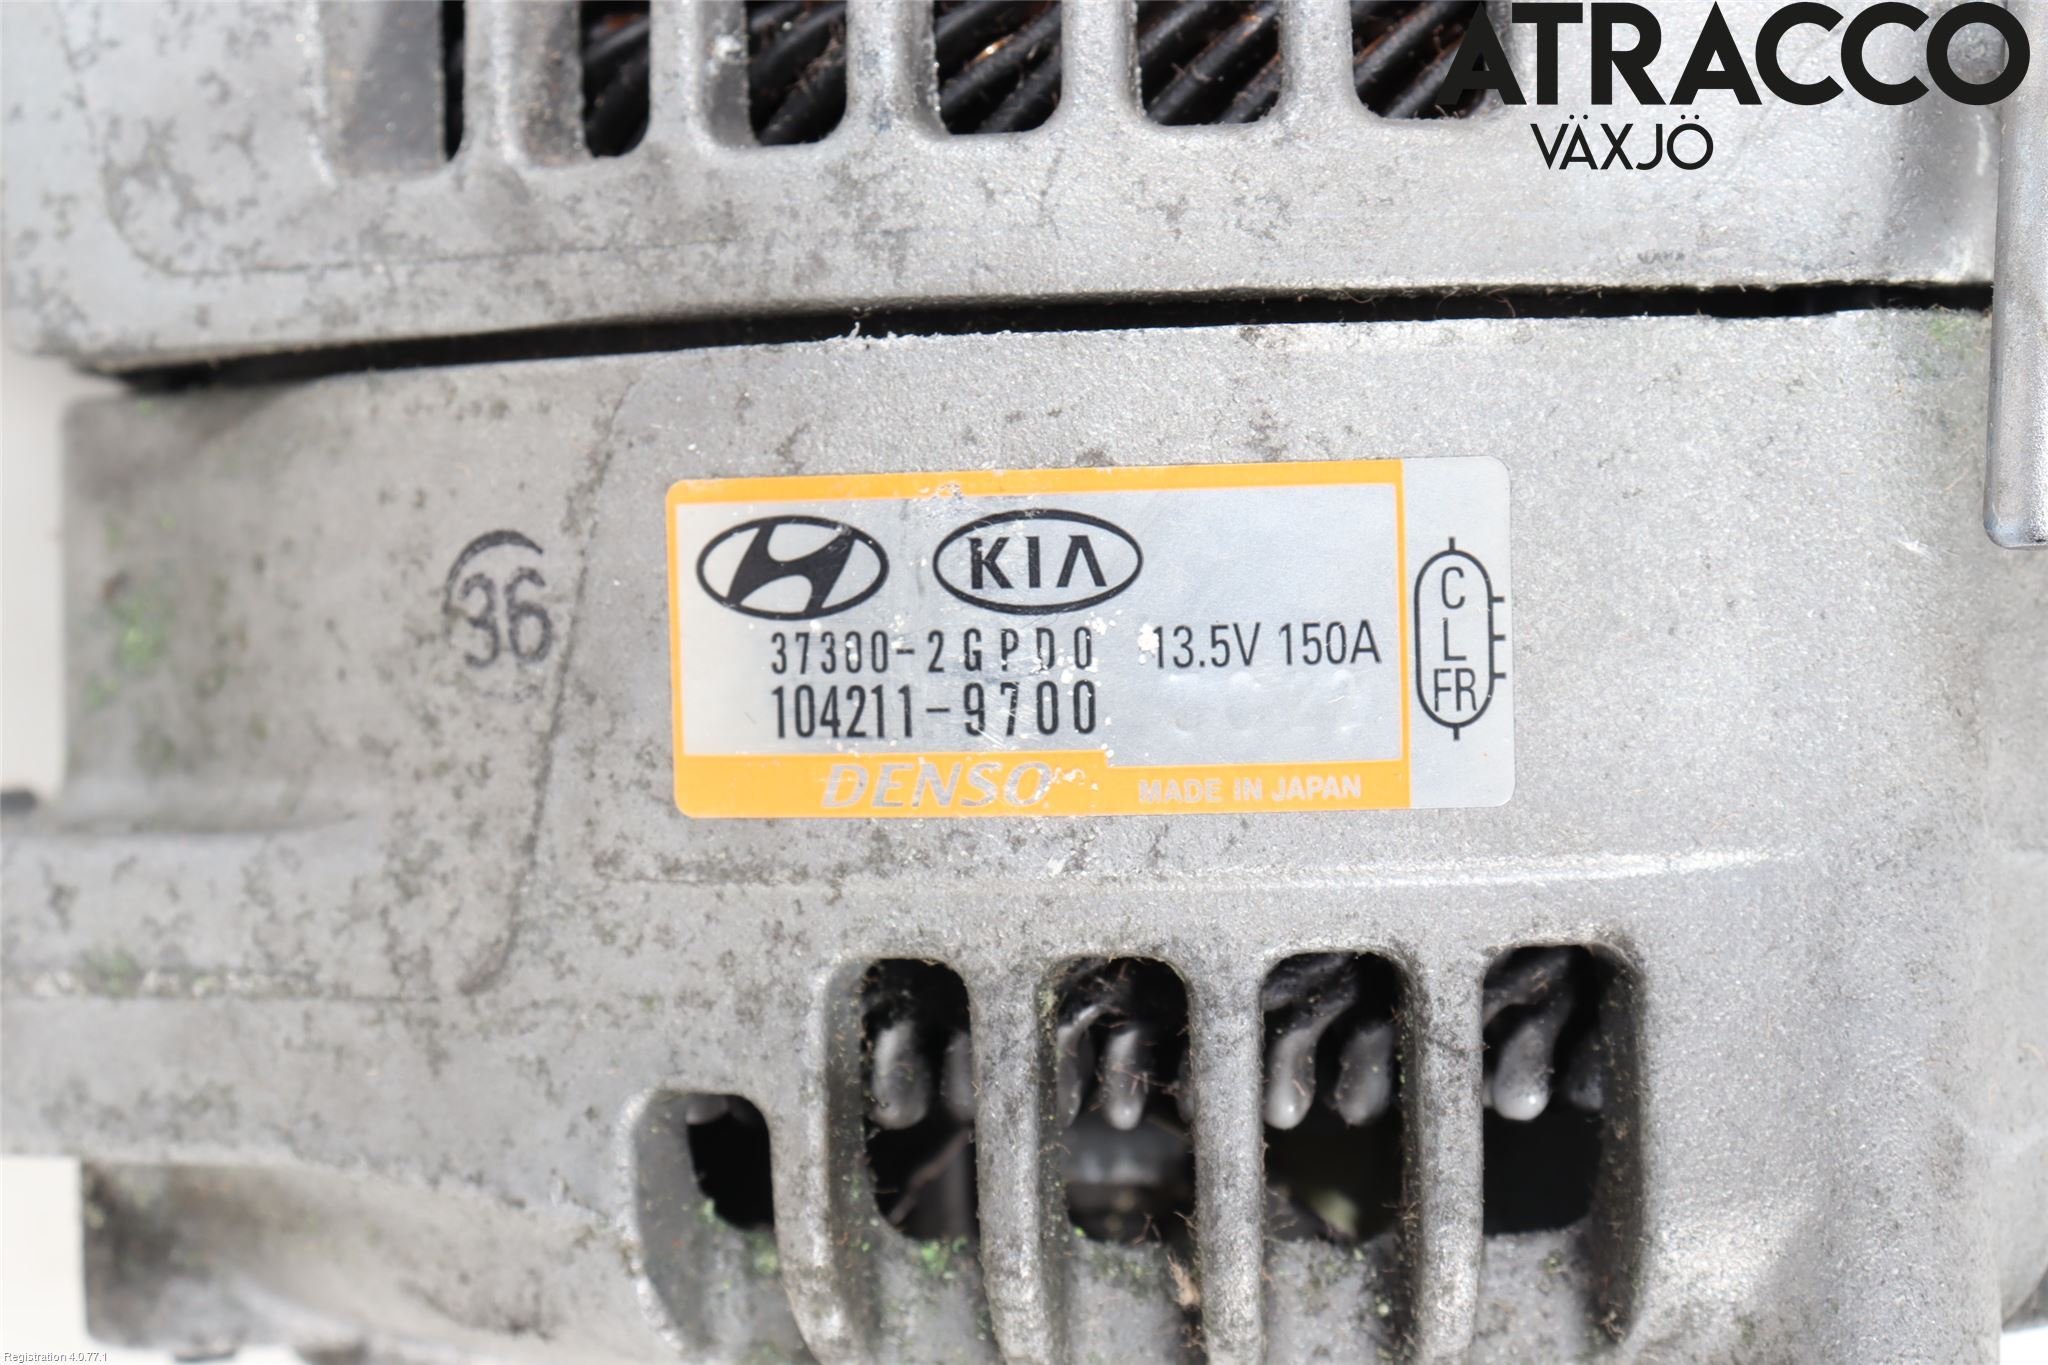 ATRACCO
VÄXJÖ
36
KIA
37300-2GPD0 13.5V 150A
104211-9700
DENSO MADE IN JAPAN
C
L
FR
Registration 4.0.77.1